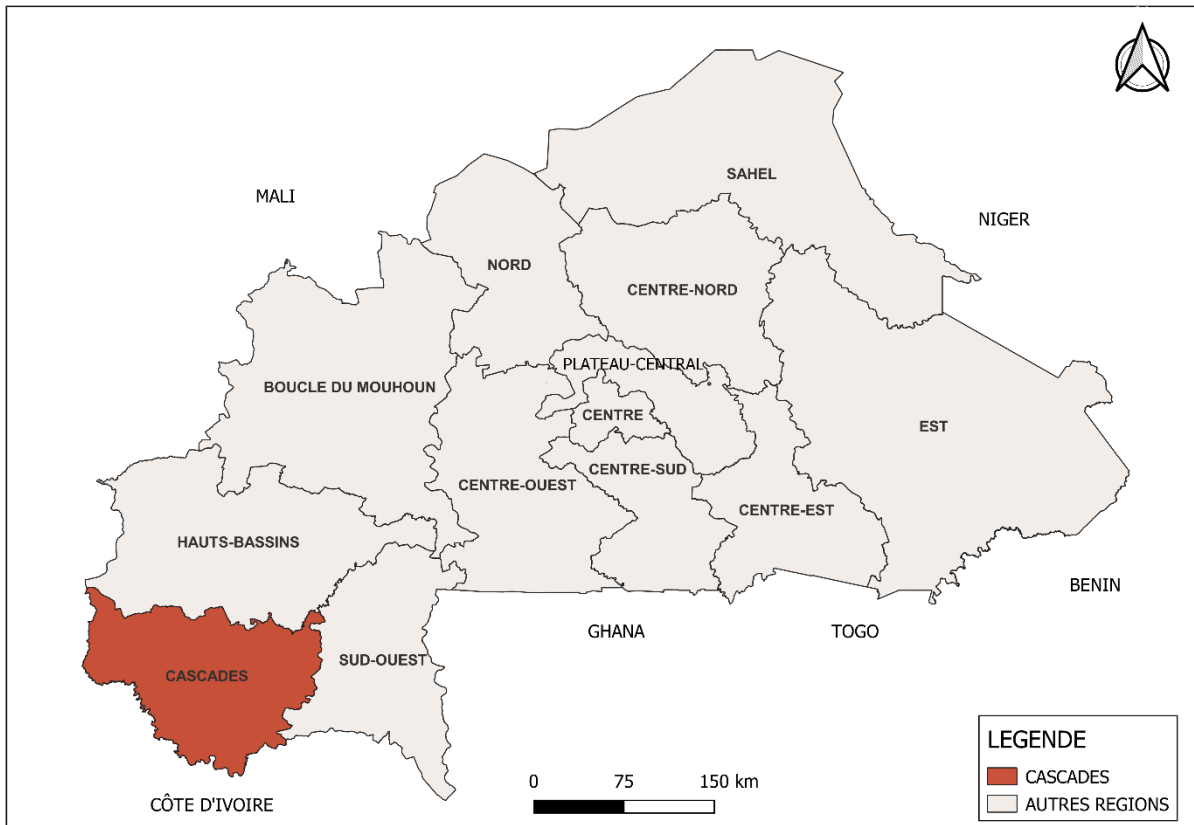 SAHEL
MALI
NIGER
NORD
CENTRE-NORD
PLATEAU-CENTRAL
BOUCLE DU MOUHOUN
CENTRE
EST
CENTRE-SUD
CENTRE-OUEST
CENTRE-EST
HAUTS-BASSINS
BENIN
GHANA
TOGO
SUD-OUEST
CASCADES
LEGENDE
CASCADES
AUTRES REGIONS
0 75 150 km
CÔTE D'IVOIRE